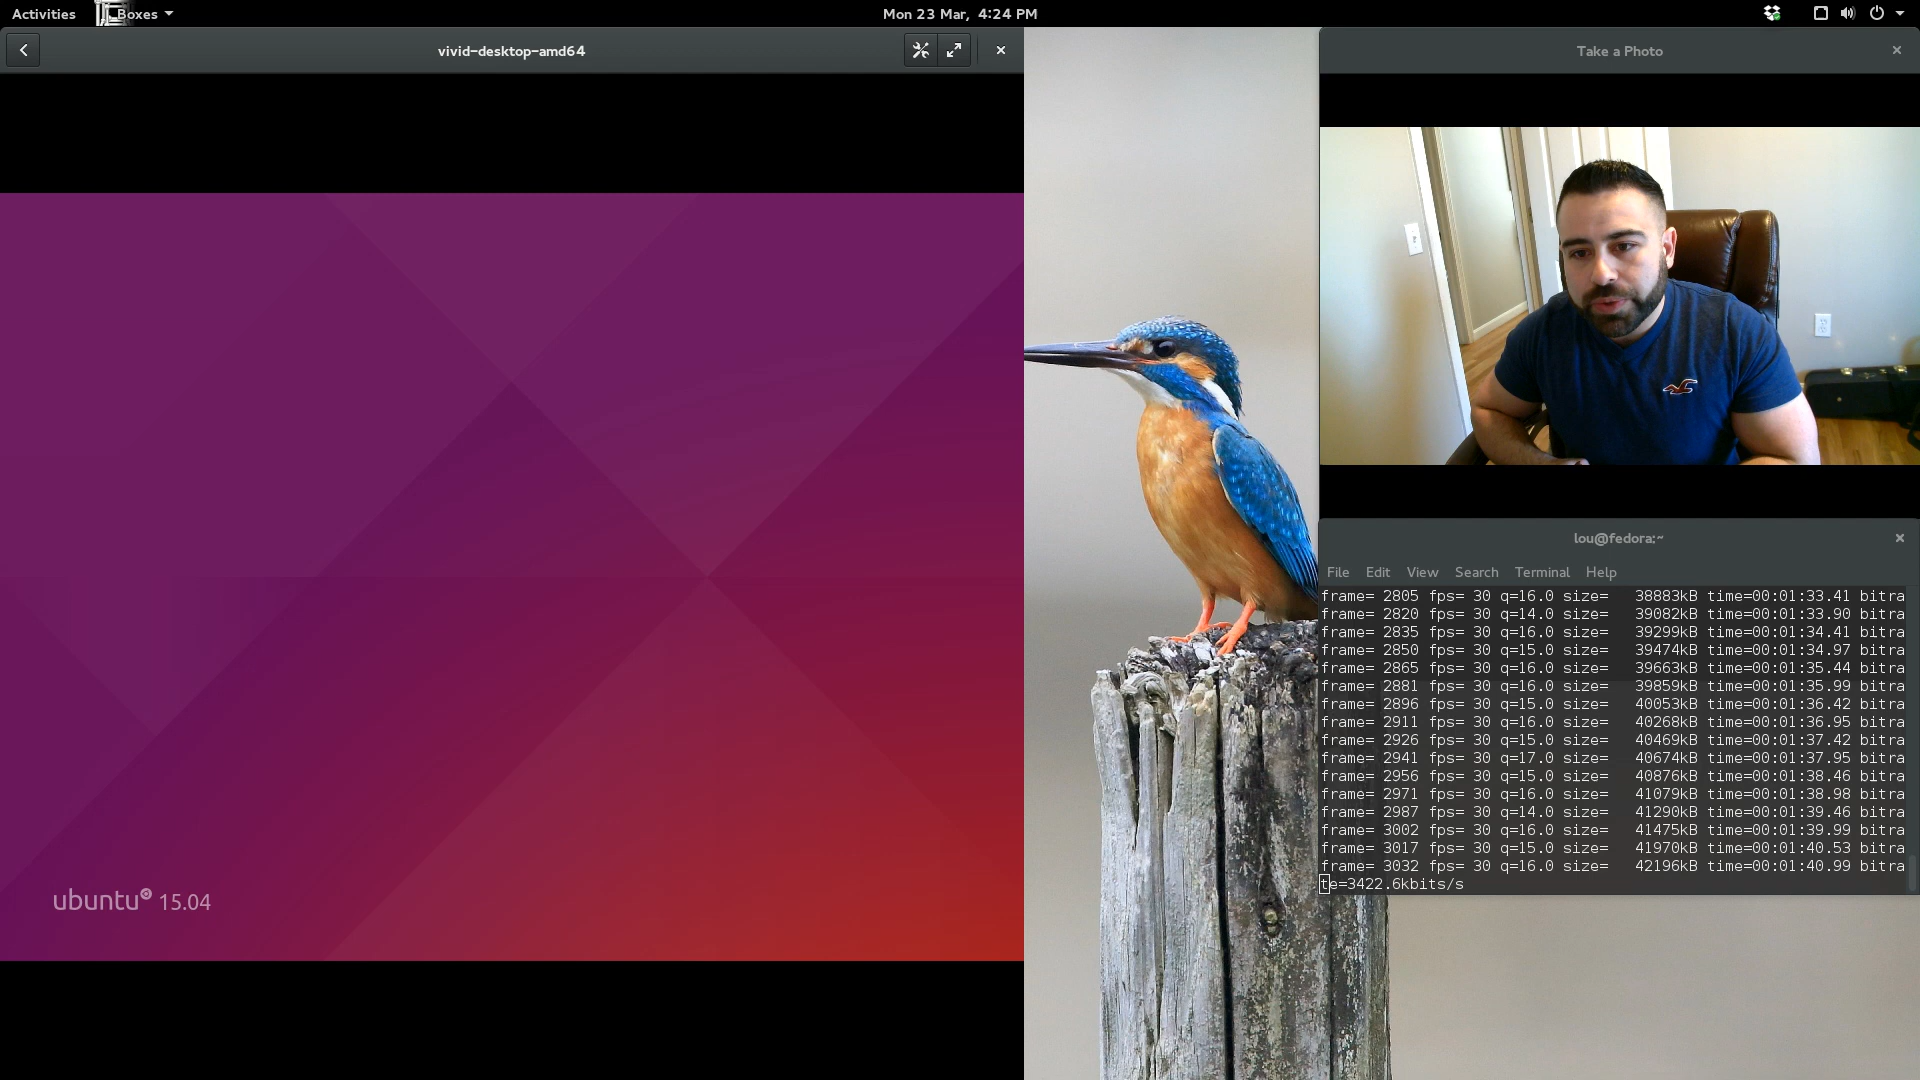 Activities Boxes Mon 23 Mar, 4:24 PM
vivid-desktop-amd64
Take a Photo
ubuntu 15.04
lou@fedora:~
File Edit View Search Terminal Help
frame= 2805 fps= 30 q=16.0 size=   38883kB time=00:01:33.41 bitra
frame= 2820 fps= 30 q=14.0 size=   39082kB time=00:01:33.90 bitra
frame= 2835 fps= 30 q=16.0 size=   39299kB time=00:01:34.41 bitra
frame= 2850 fps= 30 q=15.0 size=   39474kB time=00:01:34.97 bitra
frame= 2865 fps= 30 q=16.0 size=   39663kB time=00:01:35.44 bitra
frame= 2881 fps= 30 q=16.0 size=   39859kB time=00:01:35.99 bitra
frame= 2896 fps= 30 q=15.0 size=   40053kB time=00:01:36.42 bitra
frame= 2911 fps= 30 q=16.0 size=   40268kB time=00:01:36.95 bitra
frame= 2926 fps= 30 q=15.0 size=   40469kB time=00:01:37.42 bitra
frame= 2941 fps= 30 q=17.0 size=   40674kB time=00:01:37.95 bitra
frame= 2956 fps= 30 q=15.0 size=   40876kB time=00:01:38.46 bitra
frame= 2971 fps= 30 q=16.0 size=   41079kB time=00:01:38.98 bitra
frame= 2987 fps= 30 q=14.0 size=   41290kB time=00:01:39.46 bitra
frame= 3002 fps= 30 q=16.0 size=   41475kB time=00:01:39.99 bitra
frame= 3017 fps= 30 q=15.0 size=   41970kB time=00:01:40.53 bitra
frame= 3032 fps= 30 q=16.0 size=   42196kB time=00:01:40.99 bitra
te=3422.6kbits/s